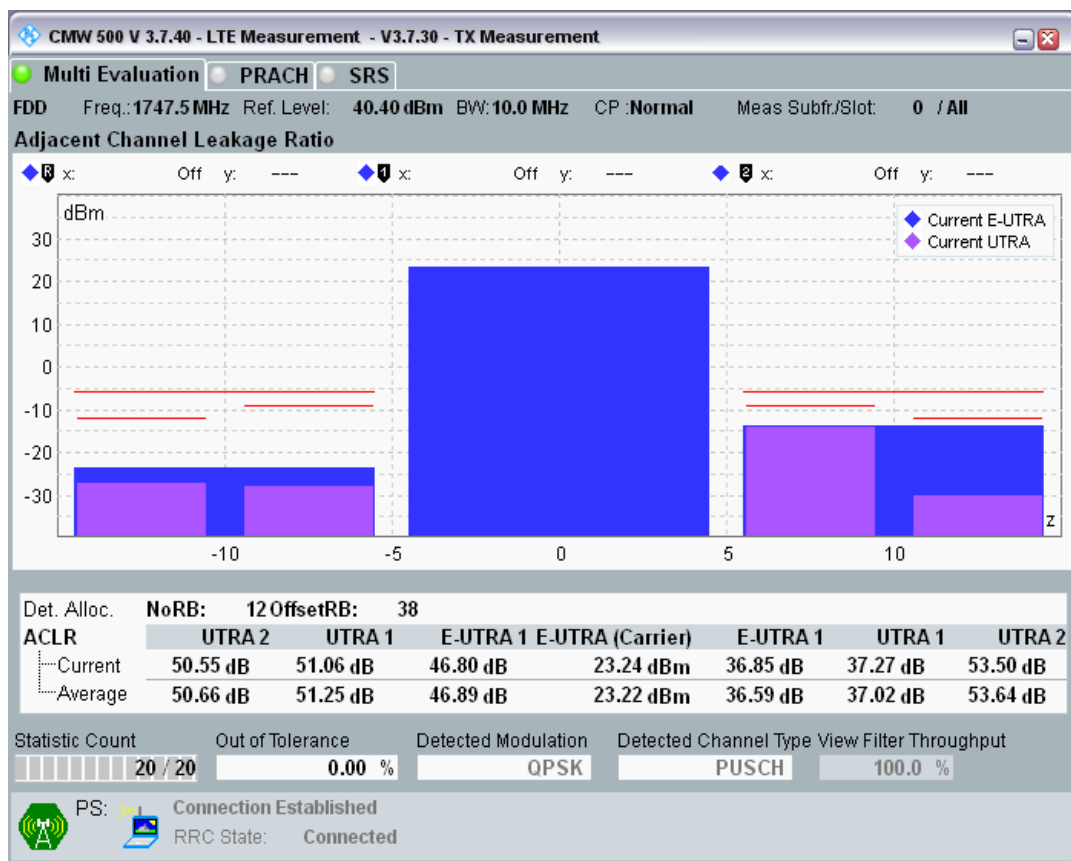 CMW 500 V 3.7.40 - LTE Measurement - V3.7.30 - TX Measurement
Multi Evaluation PRACH SRS
FDD Freq.:1747.5 MHz Ref. Level: 40.40 dBm BW:10.0 MHz CP :Normal Meas Subfr./Slot: 0 / All
Adjacent Channel Leakage Ratio
R x: Off y: --- 1 x: Off y: --- 2 x: Off y: ---
dBm
Current E-UTRA
Current UTRA
30
20
10
0
-10
-20
-30
z
-10 -5 0 5 10
Det. Alloc. NoRB: 12 OffsetRB: 38
ACLR UTRA 2 UTRA 1 E-UTRA 1 E-UTRA (Carrier) E-UTRA 1 UTRA 1 UTRA 2
Current 50.55 dB 51.06 dB 46.80 dB 23.24 dBm 36.85 dB 37.27 dB 53.50 dB
Average 50.66 dB 51.25 dB 46.89 dB 23.22 dBm 36.59 dB 37.02 dB 53.64 dB
Statistic Count Out of Tolerance Detected Modulation Detected Channel Type View Filter Throughput
20 / 20 0.00 % QPSK PUSCH 100.0 %
PS: Connection Established
RRC State: Connected